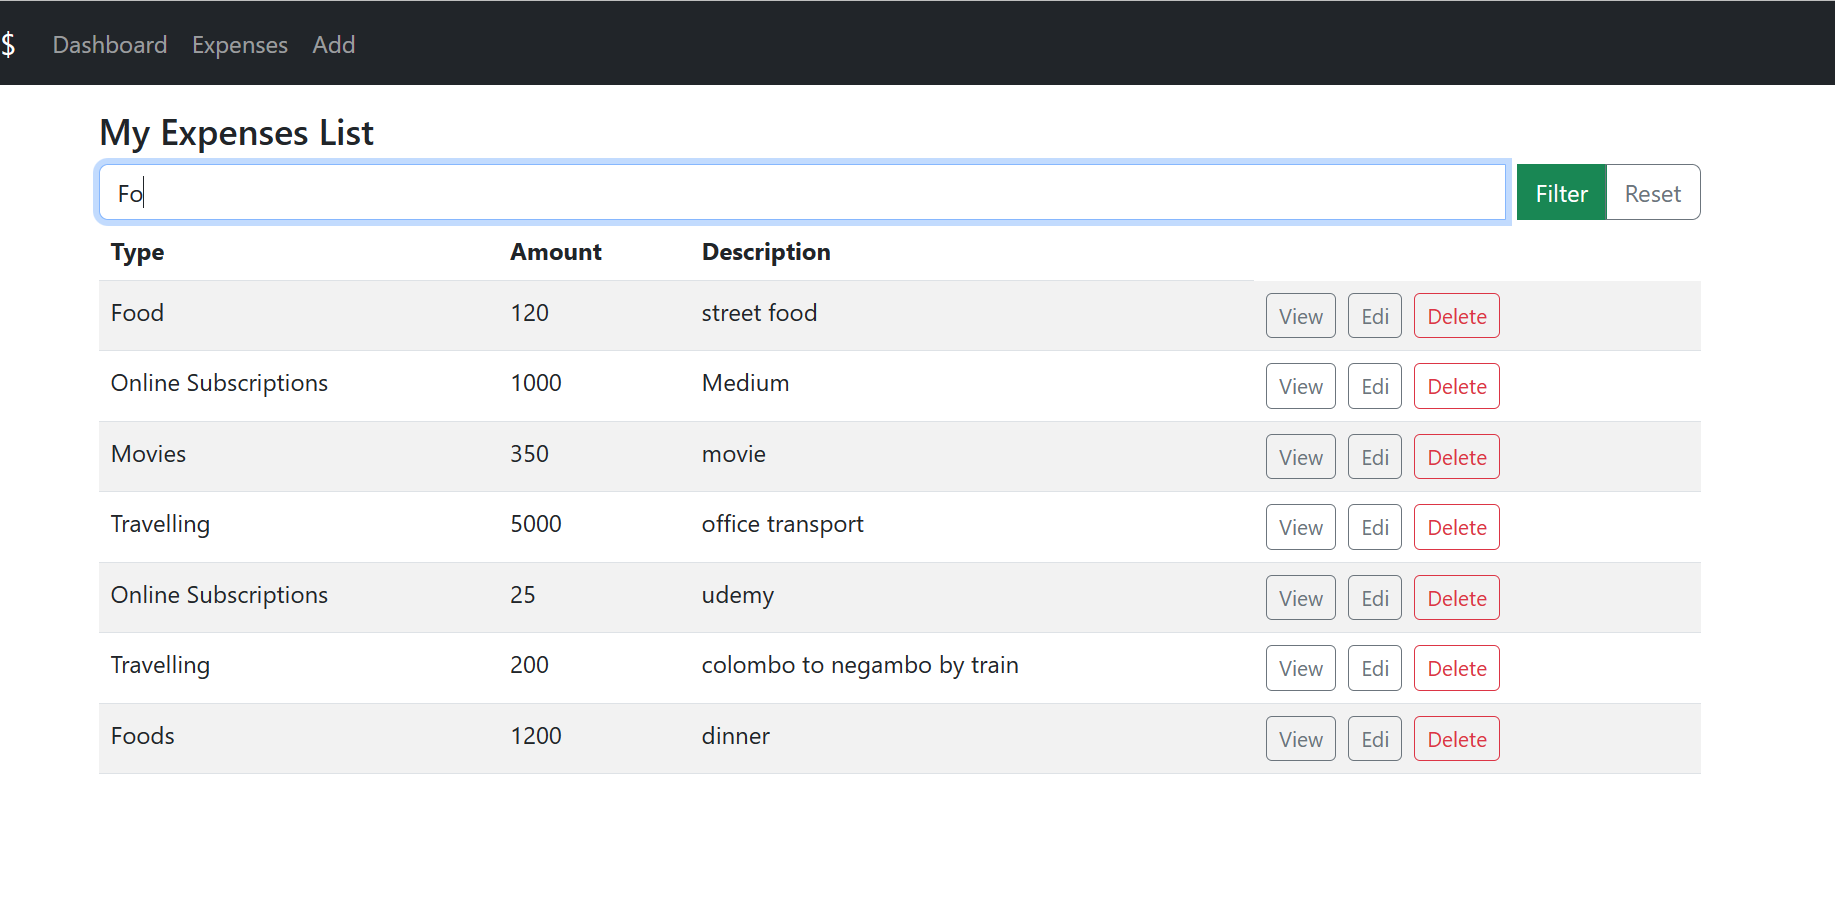 $ Dashboard Expenses Add
My Expenses List
Fo Filter Reset
Type Amount Description
Food 120 street food View Edi Delete
Online Subscriptions 1000 Medium View Edi Delete
Movies 350 movie View Edi Delete
Travelling 5000 office transport View Edi Delete
Online Subscriptions 25 udemy View Edi Delete
Travelling 200 colombo to negambo by train View Edi Delete
Foods 1200 dinner View Edi Delete